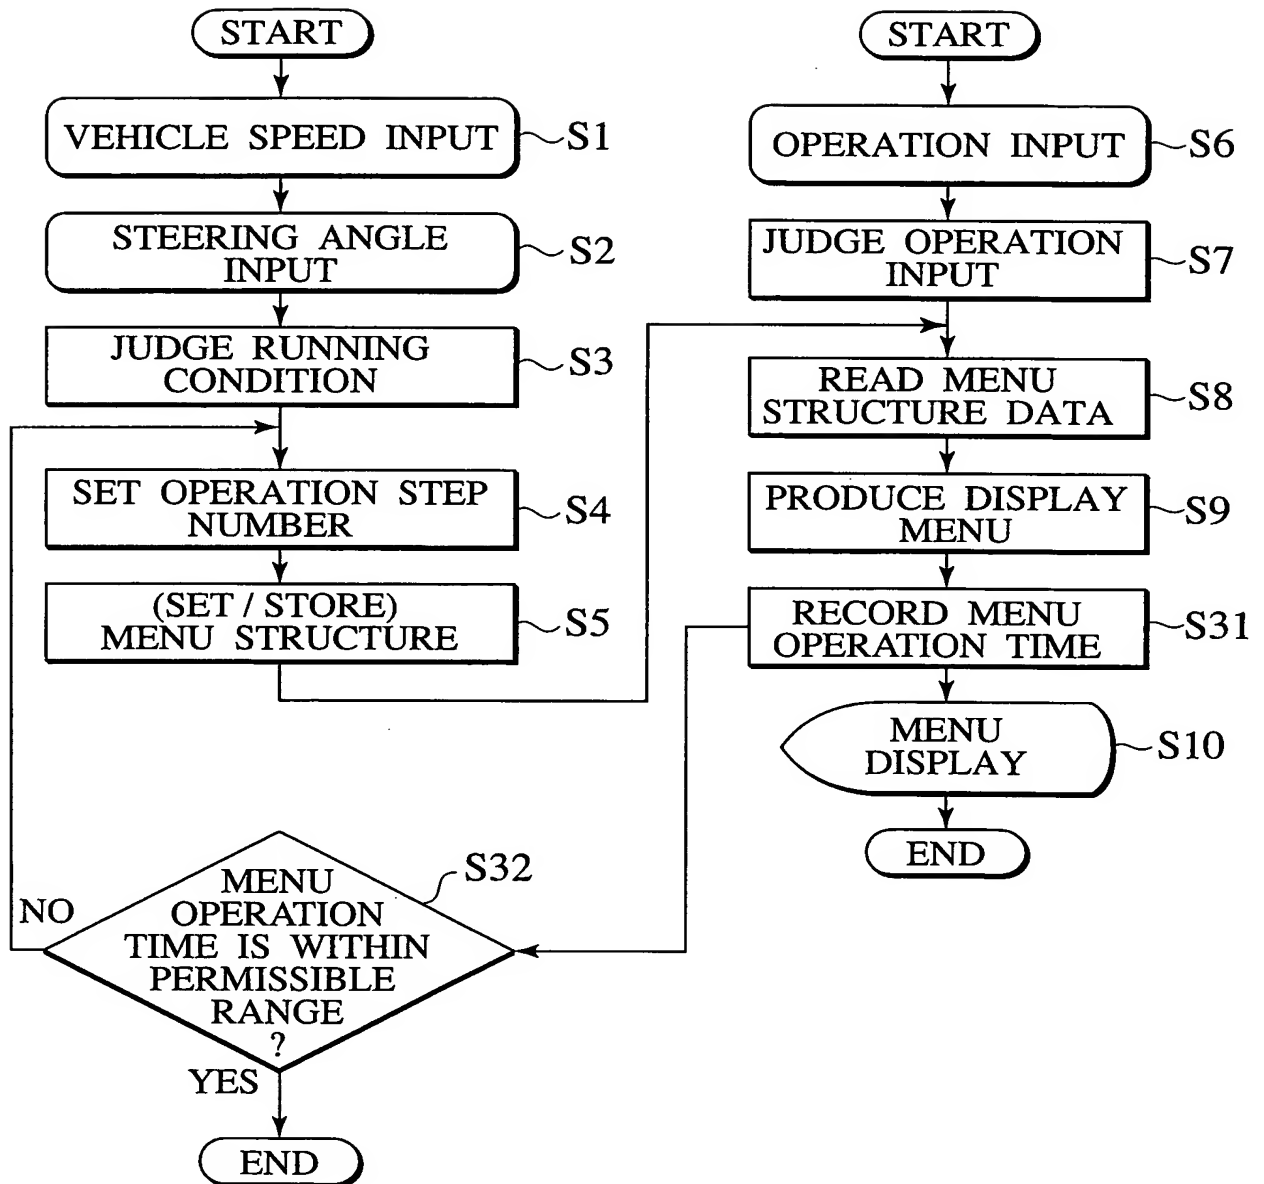 START
VEHICLE SPEED INPUT
S1
STEERING ANGLE
INPUT
S2
JUDGE RUNNING
CONDITION
S3
SET OPERATION STEP
NUMBER
S4
(SET / STORE)
MENU STRUCTURE
S5
MENU
OPERATION
TIME IS WITHIN
PERMISSIBLE
RANGE
?
S32
NO
YES
END
START
OPERATION INPUT
S6
JUDGE OPERATION
INPUT
S7
READ MENU
STRUCTURE DATA
S8
PRODUCE DISPLAY
MENU
S9
RECORD MENU
OPERATION TIME
S31
MENU
DISPLAY
S10
END